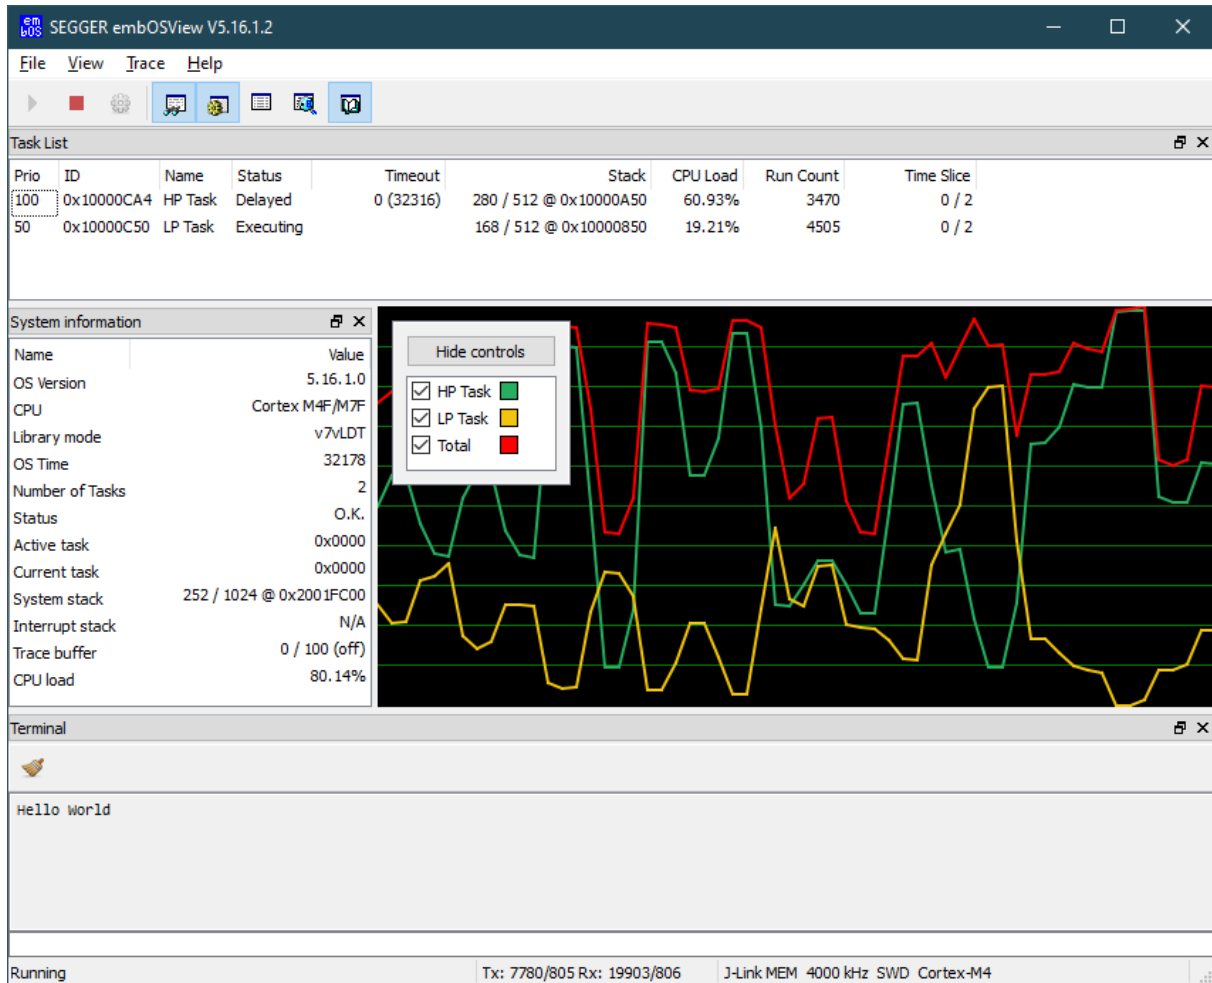 em
bOS SEGGER embOSView V5.16.1.2
File View Trace Help
Task List
Prio ID Name Status Timeout Stack CPU Load Run Count Time Slice
100 0x10000CA4 HP Task Delayed 0 (32316) 280 / 512 @ 0x10000A50 60.93% 3470 0 / 2
50 0x10000C50 LP Task Executing 168 / 512 @ 0x10000850 19.21% 4505 0 / 2
System information
Name Value
OS Version 5.16.1.0
CPU Cortex M4F/M7F
Library mode v7vLDT
OS Time 32178
Number of Tasks 2
Status O.K.
Active task 0x0000
Current task 0x0000
System stack 252 / 1024 @ 0x2001FC00
Interrupt stack N/A
Trace buffer 0 / 100 (off)
CPU load 80.14%
Hide controls
HP Task
LP Task
Total
Terminal
Hello World
Running Tx: 7780/805 Rx: 19903/806 J-Link MEM 4000 kHz SWD Cortex-M4